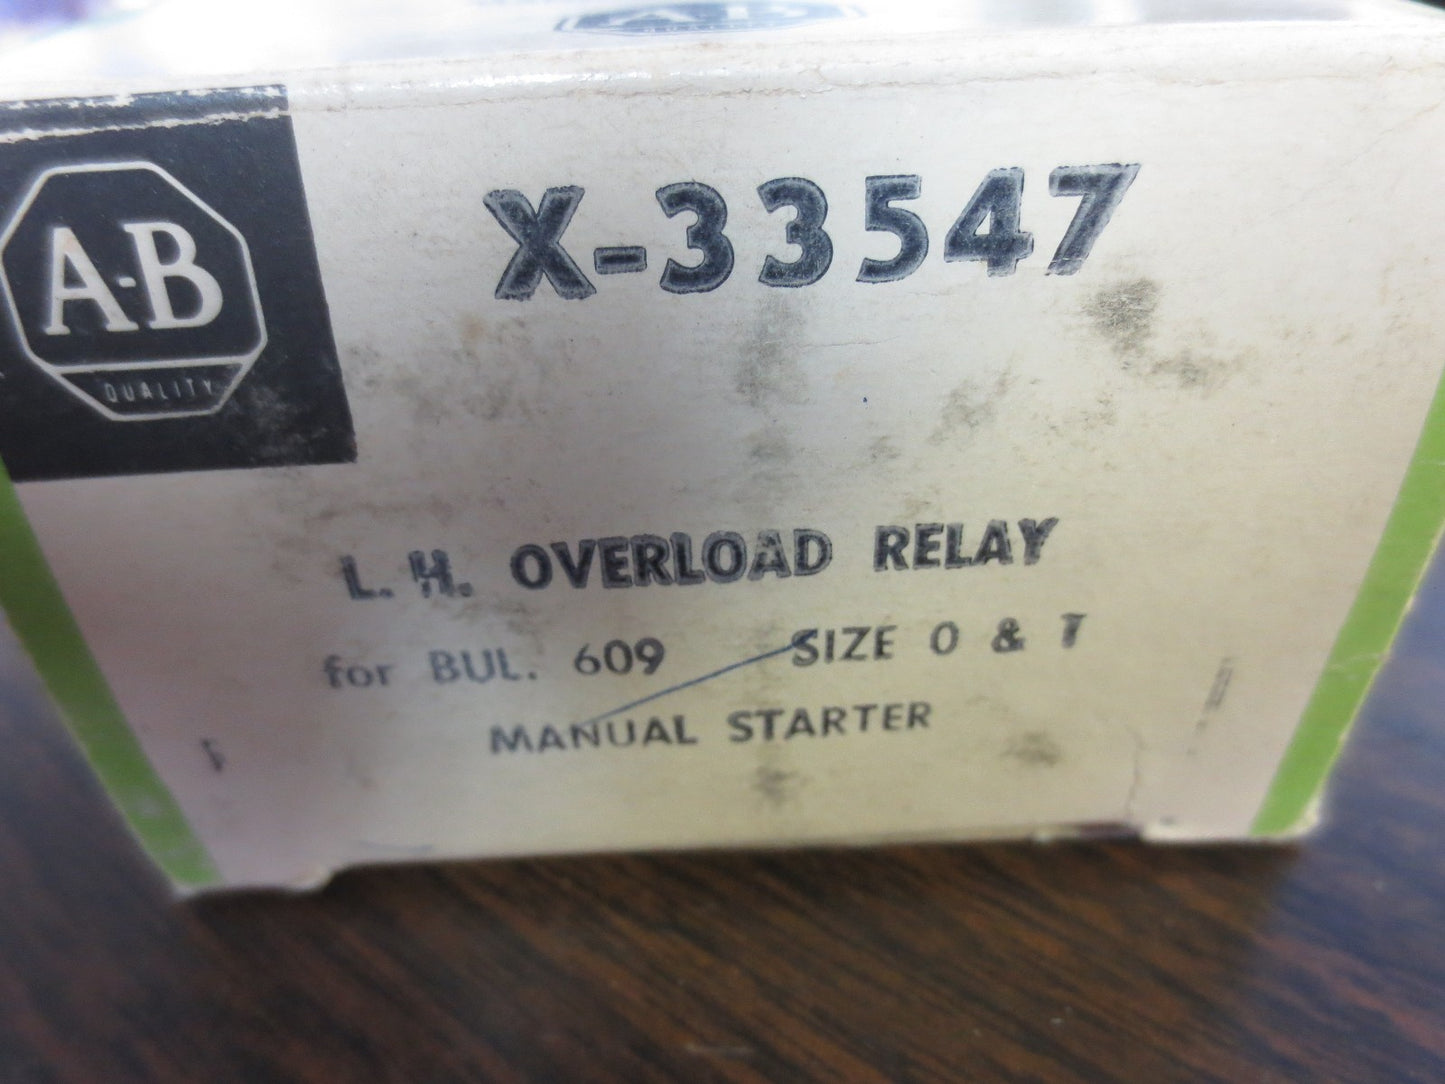 A-B
A-B
QUALITY
X-33547
L. H. OVERLOAD RELAY
for BUL. 609 SIZE 0 & 1
MANUAL STARTER